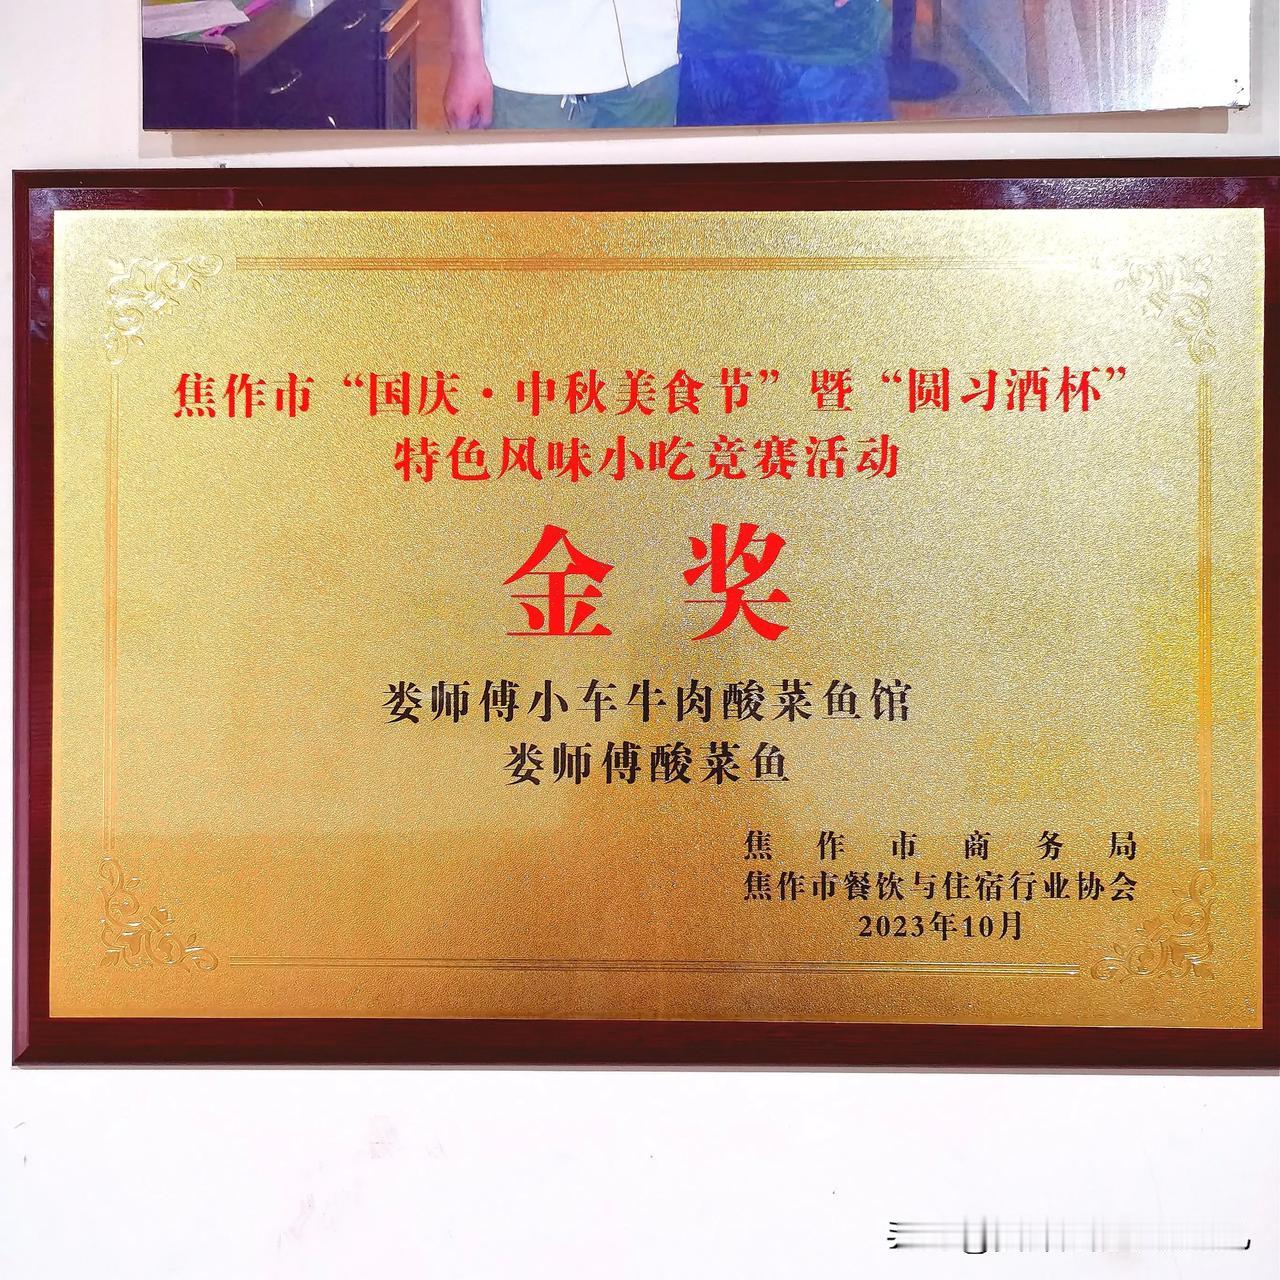 焦作市“国庆·中秋美食节”暨“圆习酒杯”
特色风味小吃竞赛活动
金奖
娄师傅小车牛肉酸菜鱼馆
娄师傅酸菜鱼
焦作市商务局
焦作市餐饮与住宿行业协会
2023年10月